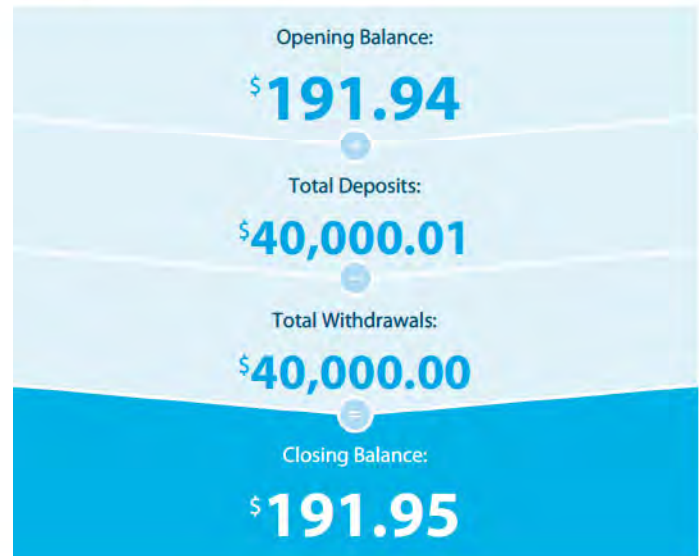 Opening Balance:
$191.94
+
Total Deposits:
$40,000.01
−
Total Withdrawals:
$40,000.00
=
Closing Balance:
$191.95